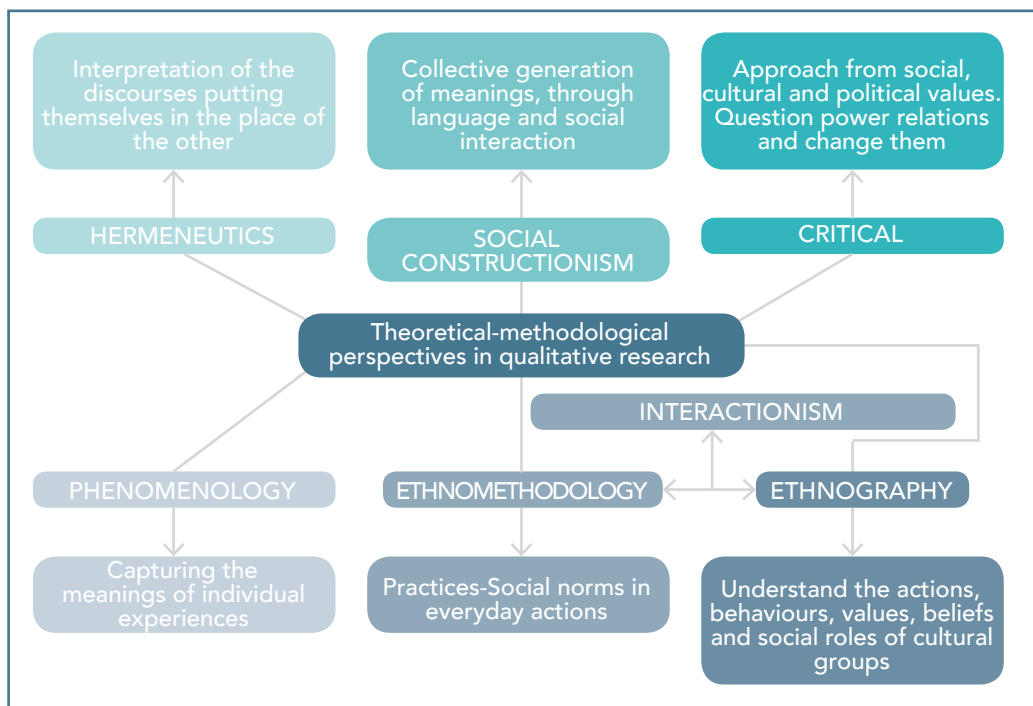 Interpretation of the
discourses putting
themselves in the place of
the other
Collective generation
of meanings, through
language and social
interaction
Approach from social,
cultural and political values.
Question power relations
and change them
HERMENEUTICS
SOCIAL
CONSTRUCTIONISM
CRITICAL
Theoretical-methodological
perspectives in qualitative research
INTERACTIONISM
PHENOMENOLOGY
ETHNOMETHODOLOGY
ETHNOGRAPHY
Capturing the
meanings of individual
experiences
Practices-Social norms in
everyday actions
Understand the actions,
behaviours, values, beliefs
and social roles of cultural
groups